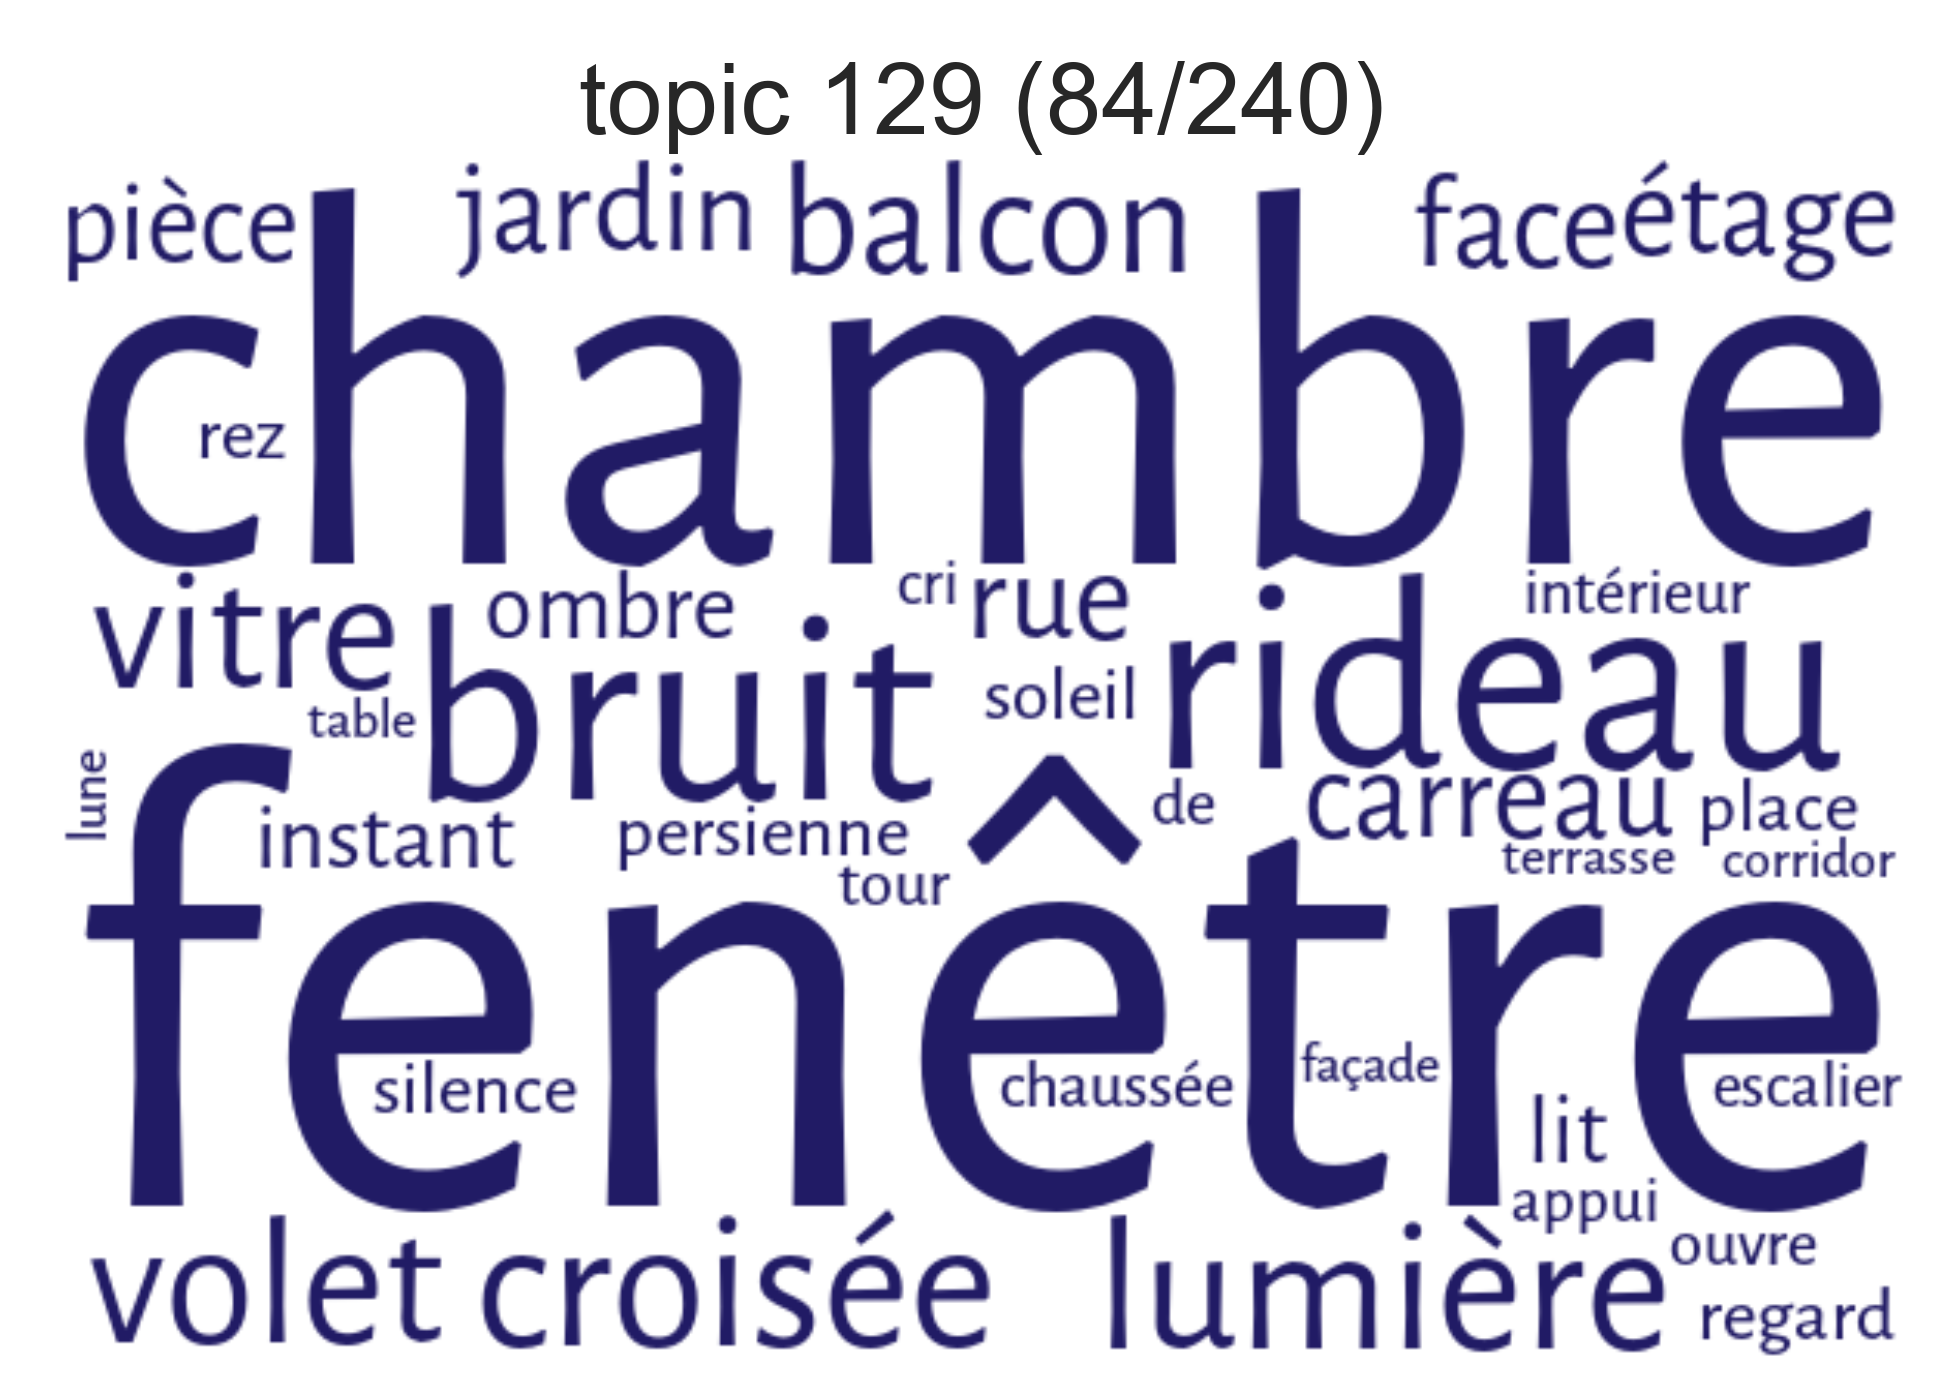 topic 129 (84/240)
pièce jardin balcon face étage
chambre
rez
vitre ombre cri rue intérieur
bruit soleil rideau
table
lune instant persienne de carreau place
tour terrasse corridor
fenêtre
silence chaussée façade escalier
lit
appui
volet croisée lumière ouvre
regard